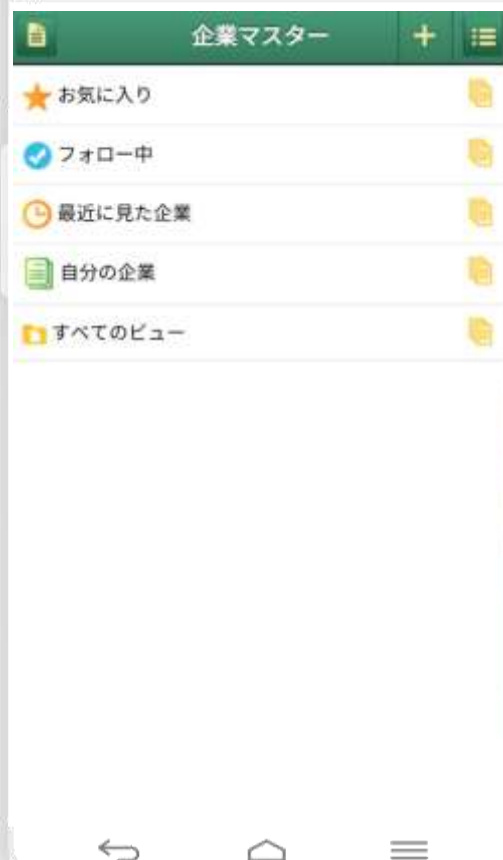 企業マスター
お気に入り
フォロー中
最近に見た企業
自分の企業
すべてのビュー